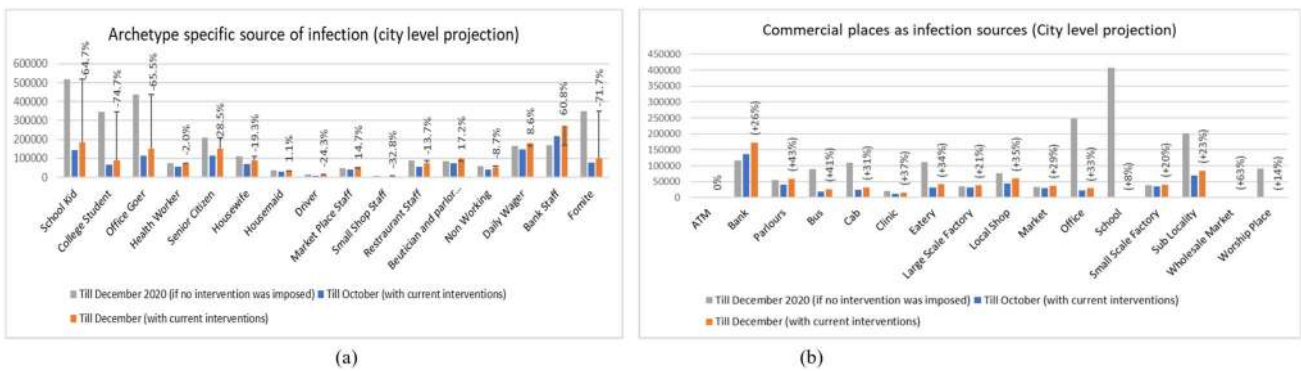 Archetype specific source of infection (city level projection)
600000
500000
400000
300000
200000
100000
0
-64.7%
-74.7%
-65.5%
-2.0%
-28.5%
-19.3%
1.1%
-24.3%
14.7%
-32.8%
-13.7%
17.2%
-8.7%
8.6%
60.8%
-71.7%
School Kid
College Student
Office Goer
Health Worker
Senior Citizen
Housewife
Housemaid
Driver
Market Place Staff
Small Shop Staff
Restraurant Staff
Beutician and parlor...
Non Working
Daily Wager
Bank Staff
Fomite
Till December 2020 (if no intervention was imposed)
Till October (with current interventions)
Till December (with current interventions)
(a)
Commercial places as infection sources (City level projection)
450000
400000
350000
300000
250000
200000
150000
100000
50000
0
0%
(+26%)
(+43%)
(+41%)
(+31%)
(+37%)
(+34%)
(+21%)
(+35%)
(+29%)
(+33%)
(+8%)
(+20%)
(+23%)
(+63%)
(+14%)
ATM
Bank
Parlours
Bus
Cab
Clinic
Eatery
Large Scale Factory
Local Shop
Market
Office
School
Small Scale Factory
Sub Locality
Wholesale Market
Worship Place
Till December 2020 (if no intervention was imposed)
Till October (with current interventions)
Till December (with current interventions)
(b)